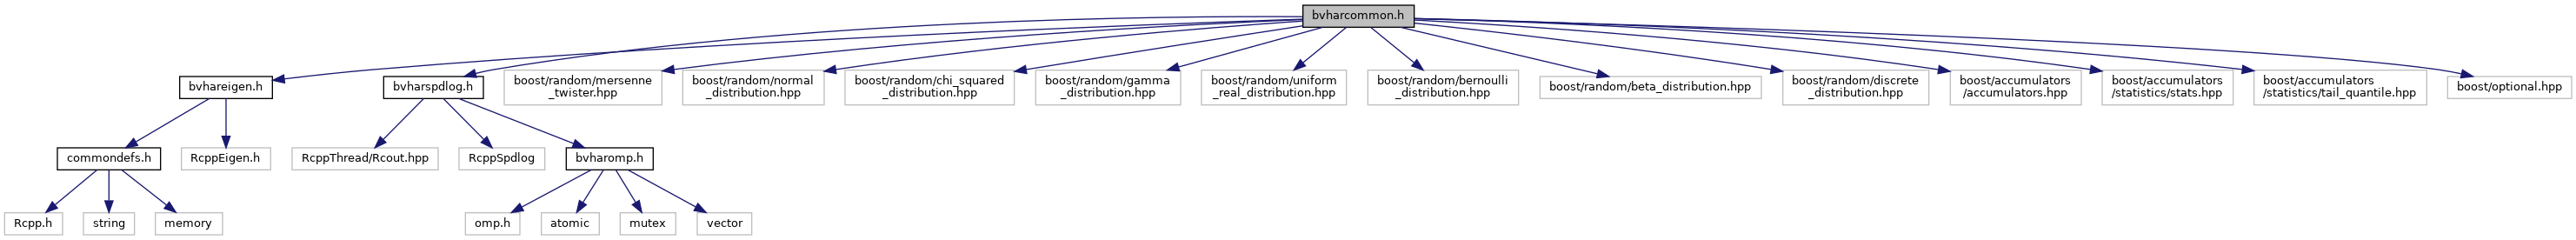 bvharcommon.h
bvhareigen.h
bvharspdlog.h
boost/random/mersenne
_twister.hpp
boost/random/normal
_distribution.hpp
boost/random/chi_squared
_distribution.hpp
boost/random/gamma
_distribution.hpp
boost/random/uniform
_real_distribution.hpp
boost/random/bernoulli
_distribution.hpp
boost/random/beta_distribution.hpp
boost/random/discrete
_distribution.hpp
boost/accumulators
/accumulators.hpp
boost/accumulators
/statistics/stats.hpp
boost/accumulators
/statistics/tail_quantile.hpp
boost/optional.hpp
commondefs.h
RcppEigen.h
RcppThread/Rcout.hpp
RcppSpdlog
bvharomp.h
Rcpp.h
string
memory
omp.h
atomic
mutex
vector